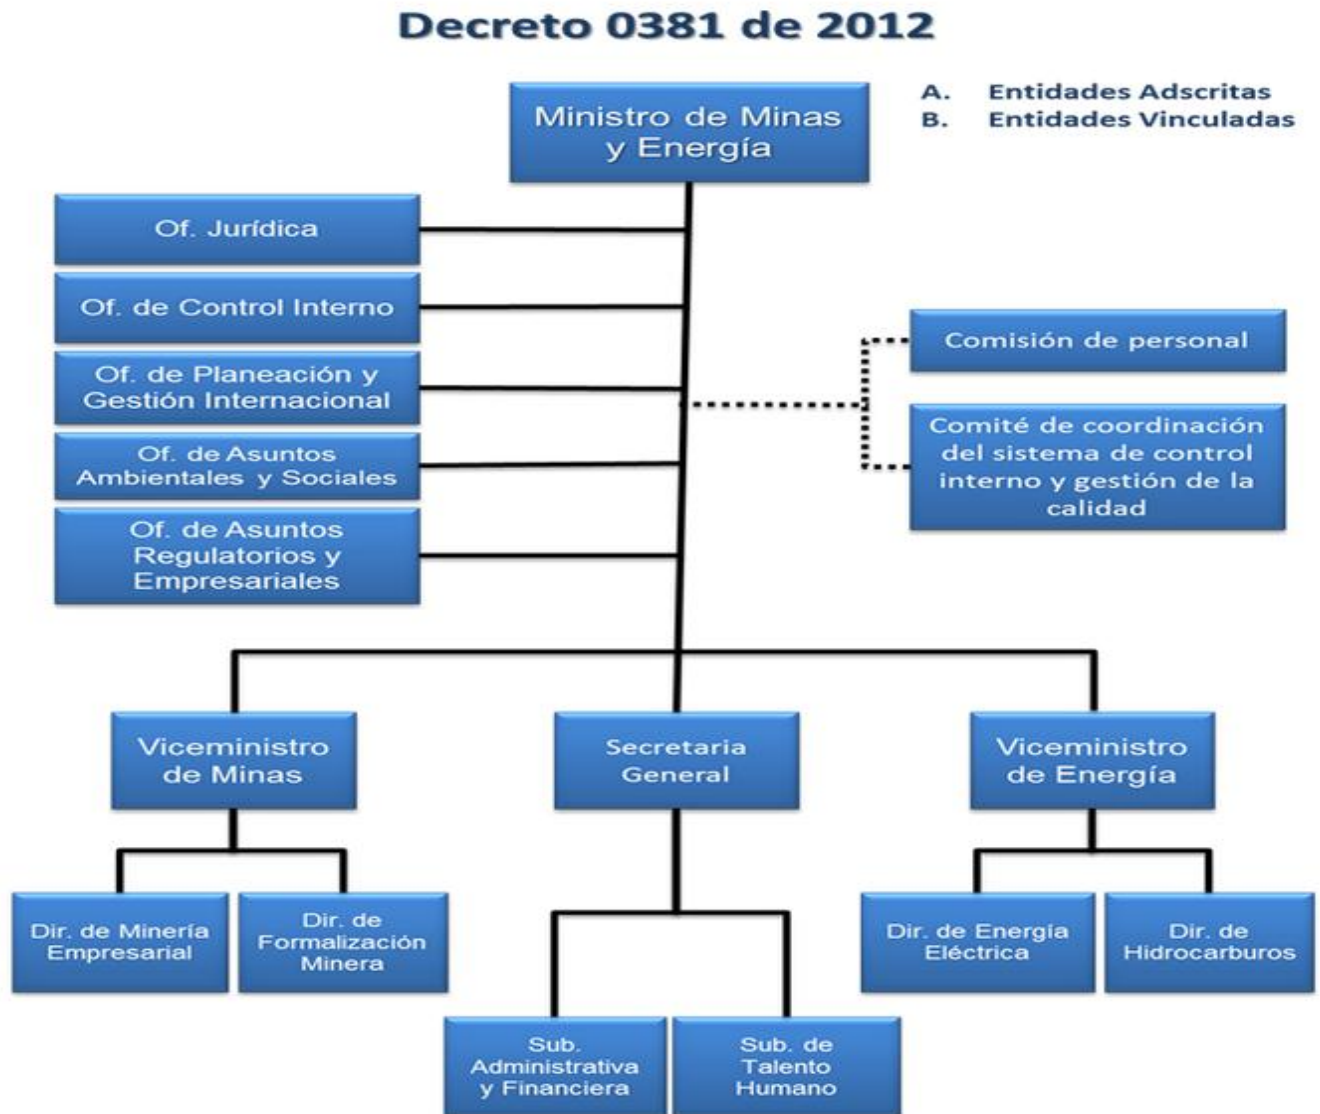 Decreto 0381 de 2012
Ministro de Minas
y Energía
A. Entidades Adscritas
B. Entidades Vinculadas
Of. Jurídica
Of. de Control Interno
Of. de Planeación y
Gestión Internacional
Of. de Asuntos
Ambientales y Sociales
Of. de Asuntos
Regulatorios y
Empresariales
Comisión de personal
Comité de coordinación
del sistema de control
interno y gestión de la
calidad
Viceministro
de Minas
Secretaria
General
Viceministro
de Energía
Dir. de Minería
Empresarial
Dir. de
Formalización
Minera
Dir. de Energía
Eléctrica
Dir. de
Hidrocarburos
Sub.
Administrativa
y Financiera
Sub. de
Talento
Humano